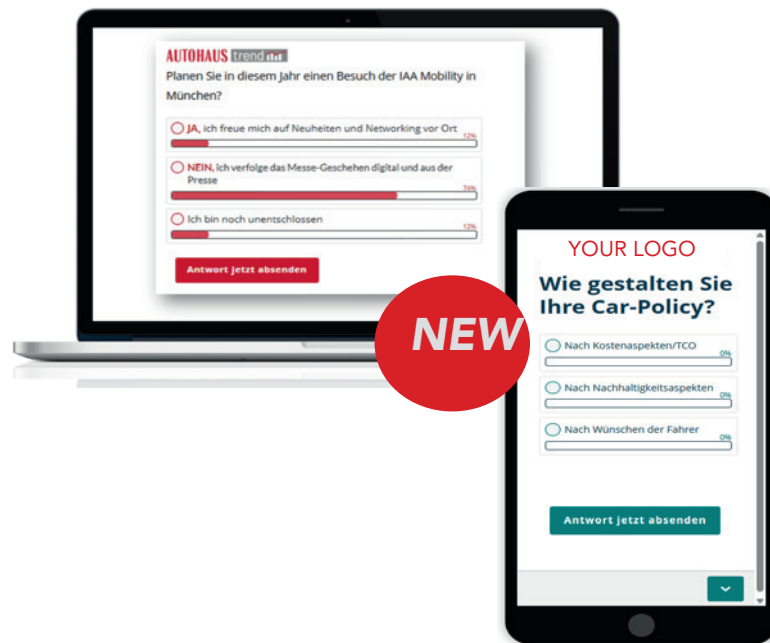 AUTOHAUS trend
Planen Sie in diesem Jahr einen Besuch der IAA Mobility in
München?
JA, ich freue mich auf Neuheiten und Networking vor Ort
12%
NEIN, ich verfolge das Messe-Geschehen digital und aus der
Presse
74%
Ich bin noch unentschlossen
12%
Antwort jetzt absenden
NEW
YOUR LOGO
Wie gestalten Sie
Ihre Car-Policy?
Nach Kostenaspekten/TCO
0%
Nach Nachhaltigkeitsaspekten
0%
Nach Wünschen der Fahrer
0%
Antwort jetzt absenden